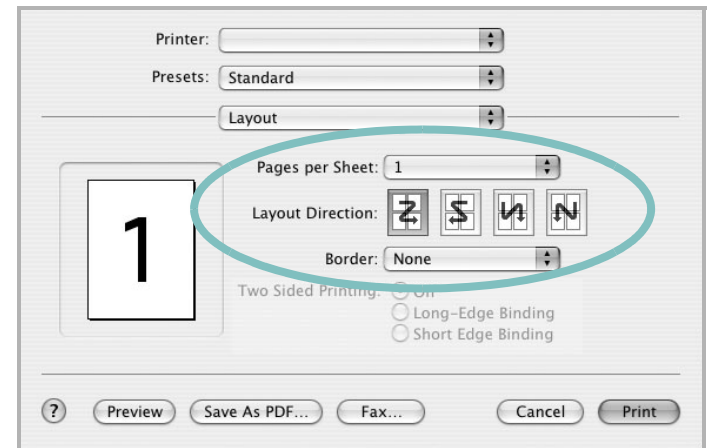 Printer:
Presets: Standard
Layout
Pages per Sheet: 1
Layout Direction:
1
Border: None
Two Sided Printing:
Long-Edge Binding
Short Edge Binding
? Preview Save As PDF... Fax... Cancel Print